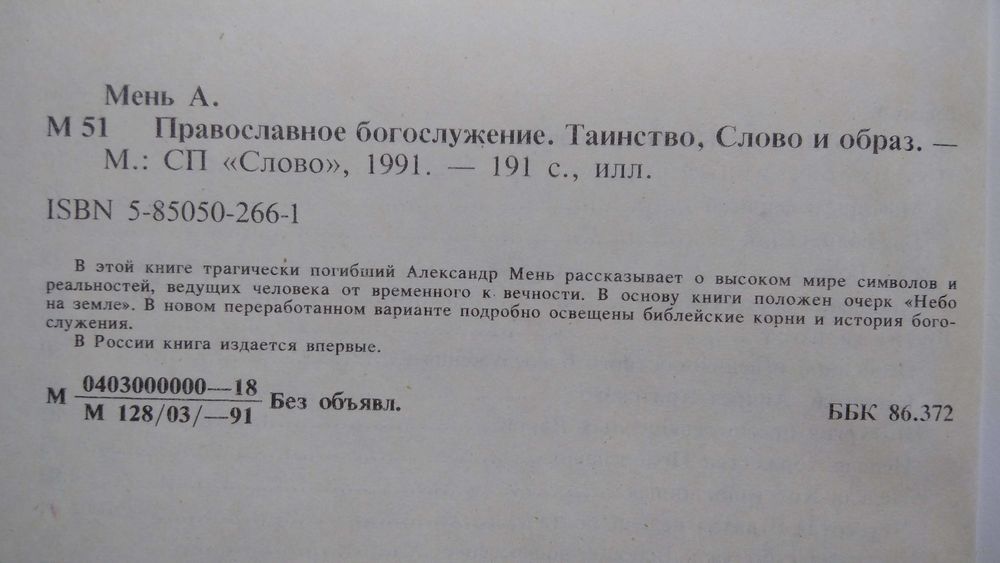 Мень А.
М 51 Православное богослужение. Таинство, Слово и образ. —
М.: СП «Слово», 1991. — 191 с., илл.
ISBN 5-85050-266-1
В этой книге трагически погибший Александр Мень рассказывает о высоком мире символов и
реальностей, ведущих человека от временного к вечности. В основу книги положен очерк «Небо
на земле». В новом переработанном варианте подробно освещены библейские корни и история бого-
служения.
В России книга издается впервые.
М 0403000000—18 Без объявл.
М 128/03/—91
ББК 86.372